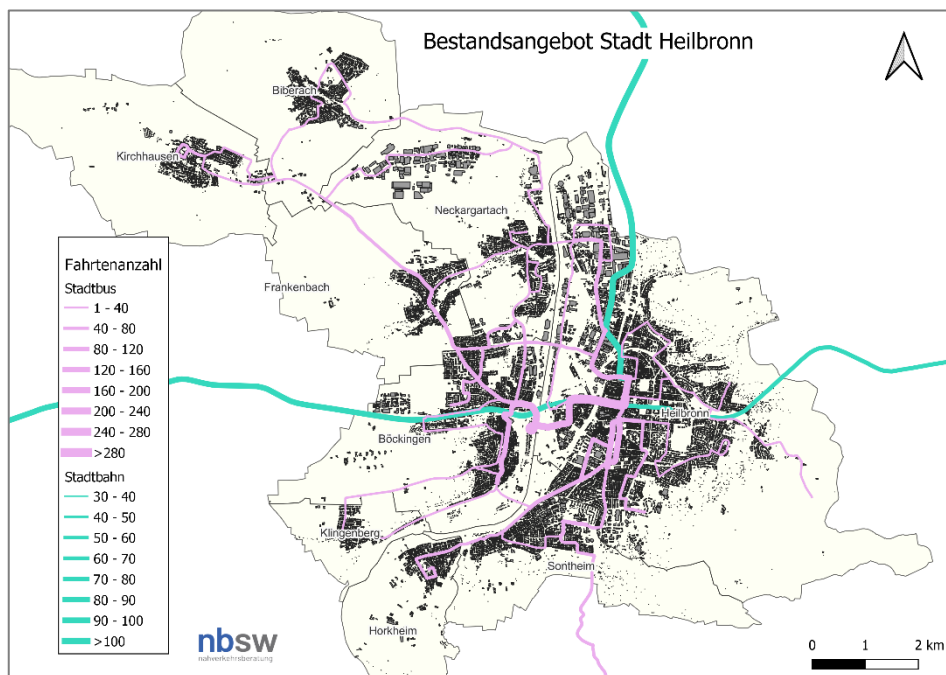 Bestandsangebot Stadt Heilbronn
Biberach
Kirchhausen
Neckargartach
Frankenbach
Heilbronn
Böckingen
Klingenberg
Sontheim
Horkheim
Fahrtenanzahl
Stadtbus
1 - 40
40 - 80
80 - 120
120 - 160
160 - 200
200 - 240
240 - 280
>280
Stadtbahn
30 - 40
40 - 50
50 - 60
60 - 70
70 - 80
80 - 90
90 - 100
>100
nbsw
nahverkehrsberatung
0 1 2 km